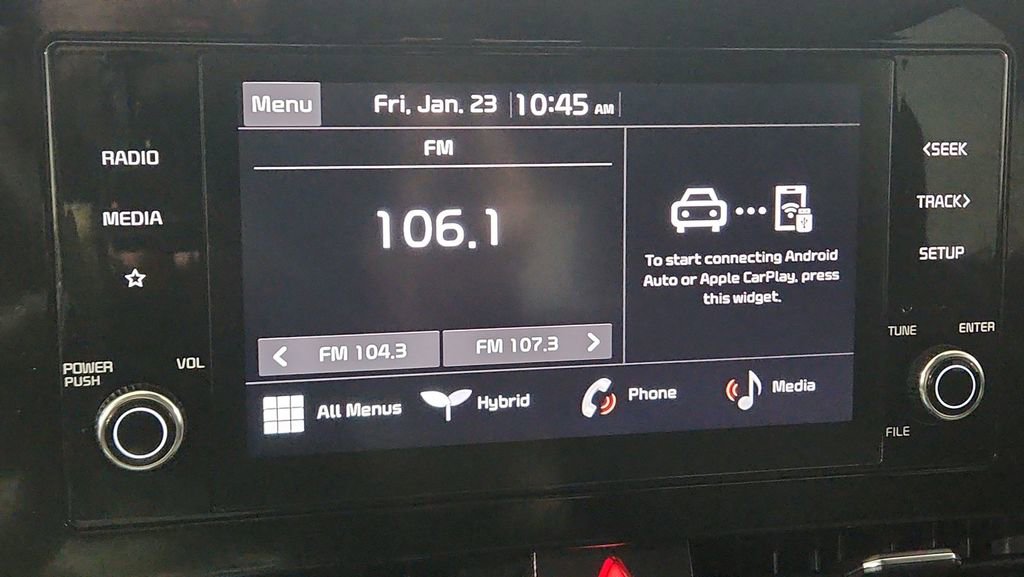 Menu
Fri, Jan. 23 10:45 AM
RADIO
MEDIA
POWER
PUSH
VOL
FM
106.1
< FM 104.3
FM 107.3 >
To start connecting Android
Auto or Apple CarPlay, press
this widget.
All Menus
Hybrid
Phone
Media
<SEEK
TRACK>
SETUP
TUNE
ENTER
FILE